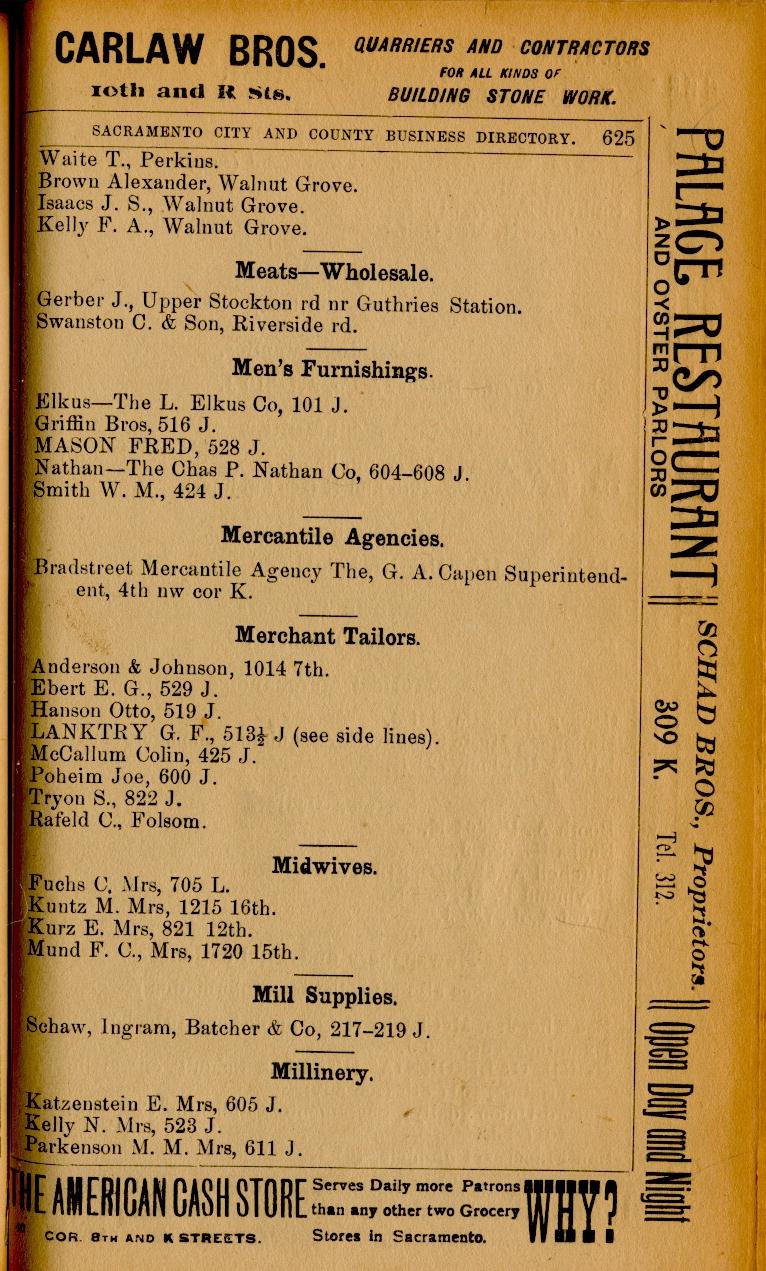 CARLAW BROS.
10th and R Sts.
QUARRIERS AND CONTRACTORS
FOR ALL KINDS OF
BUILDING STONE WORK.
SACRAMENTO CITY AND COUNTY BUSINESS DIRECTORY. 625
Waite T., Perkins.
Brown Alexander, Walnut Grove.
Isaacs J. S., Walnut Grove.
Kelly F. A., Walnut Grove.
Meats—Wholesale.
Gerber J., Upper Stockton rd nr Guthries Station.
Swanston C. & Son, Riverside rd.
Men's Furnishings.
Elkus—The L. Elkus Co, 101 J.
Griffin Bros, 516 J.
MASON FRED, 528 J.
Nathan—The Chas P. Nathan Co, 604–608 J.
Smith W. M., 424 J.
Mercantile Agencies.
Bradstreet Mercantile Agency The, G. A. Capen Superintend-
ent, 4th nw cor K.
Merchant Tailors.
Anderson & Johnson, 1014 7th.
Ebert E. G., 529 J.
Hanson Otto, 519 J.
LANKTRY G. F., 513½ J (see side lines).
McCallum Colin, 425 J.
Poheim Joe, 600 J.
Tryon S., 822 J.
Rafeld C., Folsom.
Midwives.
Fuchs C. Mrs, 705 L.
Kuntz M. Mrs, 1215 16th.
Kurz E. Mrs, 821 12th.
Mund F. C., Mrs, 1720 15th.
Mill Supplies.
Schaw, Ingram, Batcher & Co, 217–219 J.
Millinery.
Katzenstein E. Mrs, 605 J.
Kelly N. Mrs, 523 J.
Parkenson M. M. Mrs, 611 J.
THE AMERICAN CASH STORE
COR. 8TH AND K STREETS.
Serves Daily more Patrons
than any other two Grocery
Stores in Sacramento.
WHY?
PALACE RESTAURANT
AND OYSTER PARLORS
SCHAD BROS., Proprietors.
309 K. Tel. 312.
Open Day and Night